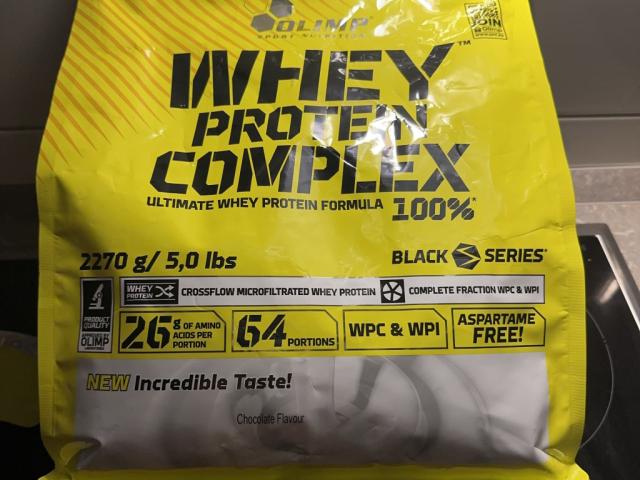 OLIMP
SPORT NUTRITION
JOIN
Olimp
WHEY™
PROTEIN
COMPLEX
ULTIMATE WHEY PROTEIN FORMULA 100%*
2270 g/ 5,0 lbs
BLACK SERIES
PRODUCT
QUALITY
OLIMP
WHEY
PROTEIN
CROSSFLOW MICROFILTRATED WHEY PROTEIN
COMPLETE FRACTION WPC & WPI
26 g OF AMINO
ACIDS PER
PORTION
64 PORTIONS
WPC & WPI
ASPARTAME
FREE!
NEW Incredible Taste!
Chocolate Flavour